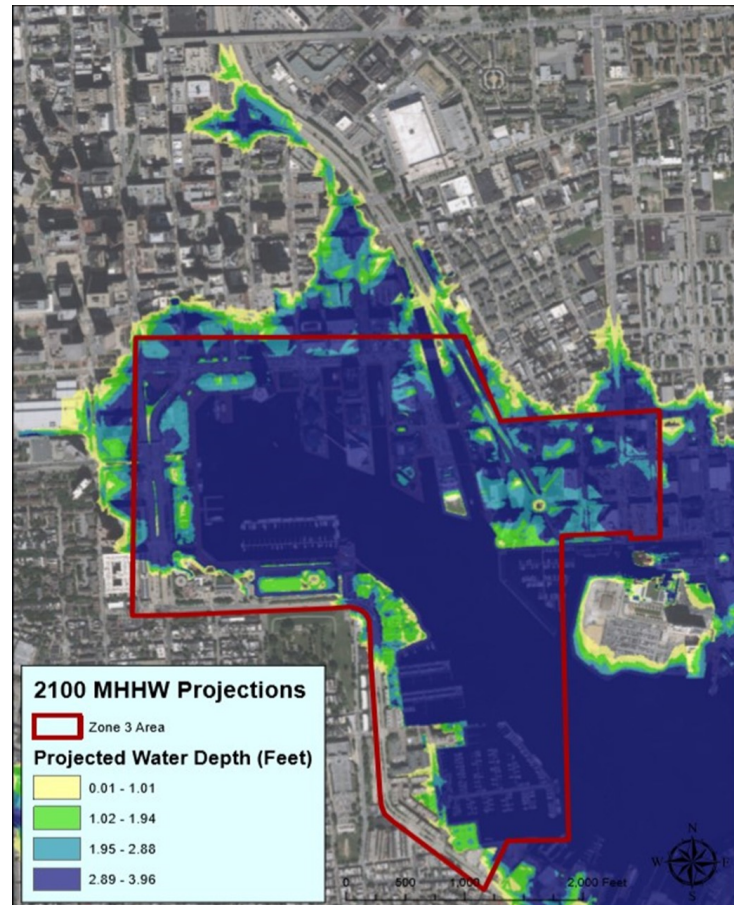 2100 MHHW Projections
Zone 3 Area
Projected Water Depth (Feet)
0.01 - 1.01
1.02 - 1.94
1.95 - 2.88
2.89 - 3.96
N
W E
S
0 500 1,000 2,000 Feet